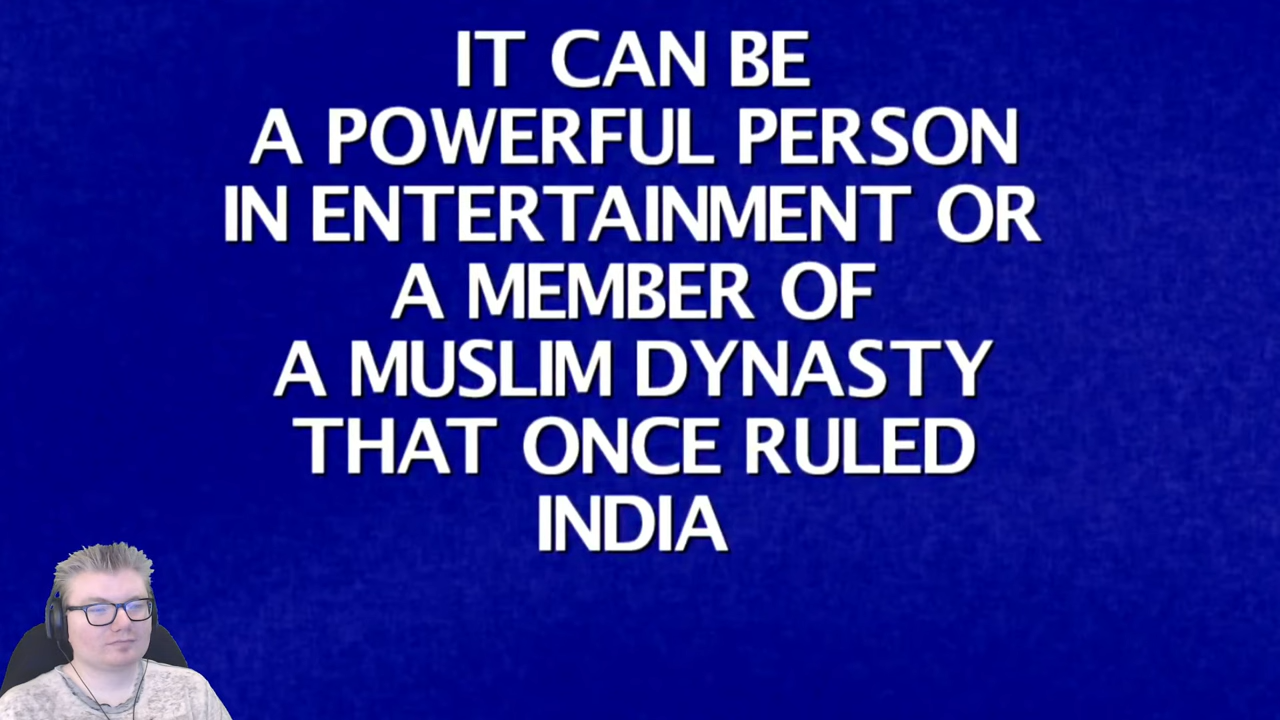 IT CAN BE
A POWERFUL PERSON
IN ENTERTAINMENT OR
A MEMBER OF
A MUSLIM DYNASTY
THAT ONCE RULED
INDIA